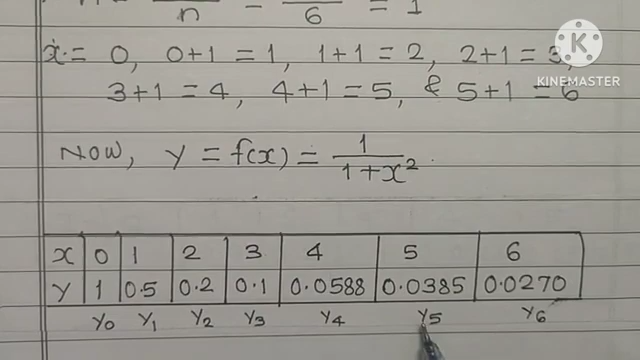 n - 6 = 1
x = 0, 0+1 = 1, 1+1 = 2, 2+1 = 3,
3+1 = 4, 4+1 = 5, & 5+1 = 6
KINEMASTER
NOW, y = f(x) = 1/1+x²
x 0 1 2 3 4 5 6
y 1 0.5 0.2 0.1 0.0588 0.0385 0.0270
y₀ y₁ y₂ y₃ y₄ y₅ y₆